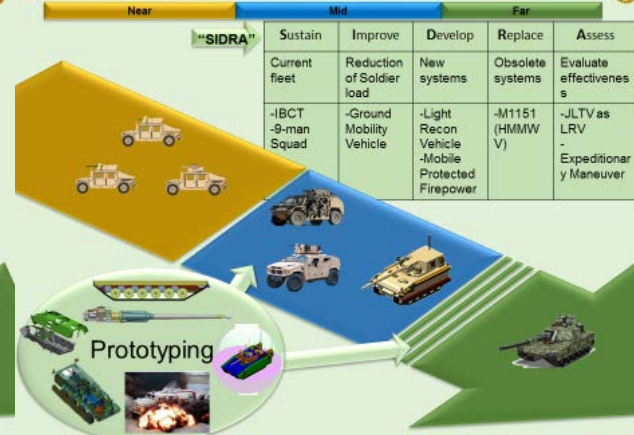 Near
Mid
Far
"SIDRA"
Sustain
Improve
Develop
Replace
Assess
Current
fleet
Reduction
of Soldier
load
New
systems
Obsolete
systems
Evaluate
effectivenes
s
-IBCT
-9-man
Squad
-Ground
Mobility
Vehicle
-Light
Recon
Vehicle
-Mobile
Protected
Firepower
-M1151
(HMMW
V)
-JLTV as
LRV
-
Expeditionar
y Maneuver
Prototyping